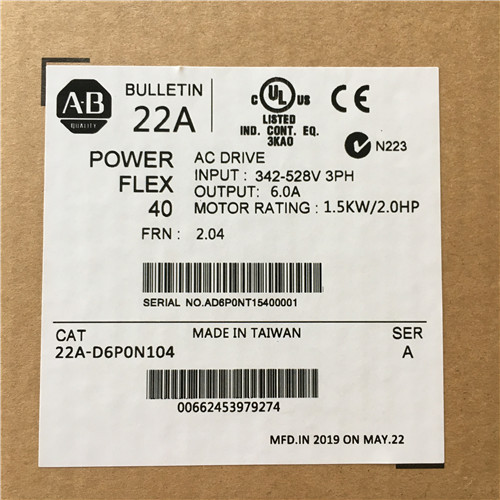 A-B
QUALITY
BULLETIN
22A
C UL US
LISTED
IND. CONT. EQ.
3KA0
CE
N223
POWER
FLEX
40
AC DRIVE
INPUT : 342-528V 3PH
OUTPUT: 6.0A
MOTOR RATING : 1.5KW/2.0HP
FRN : 2.04
SERIAL NO.AD6P0NT15400001
CAT
22A-D6P0N104
MADE IN TAIWAN
SER
A
00662453979274
MFD.IN 2019 ON MAY.22